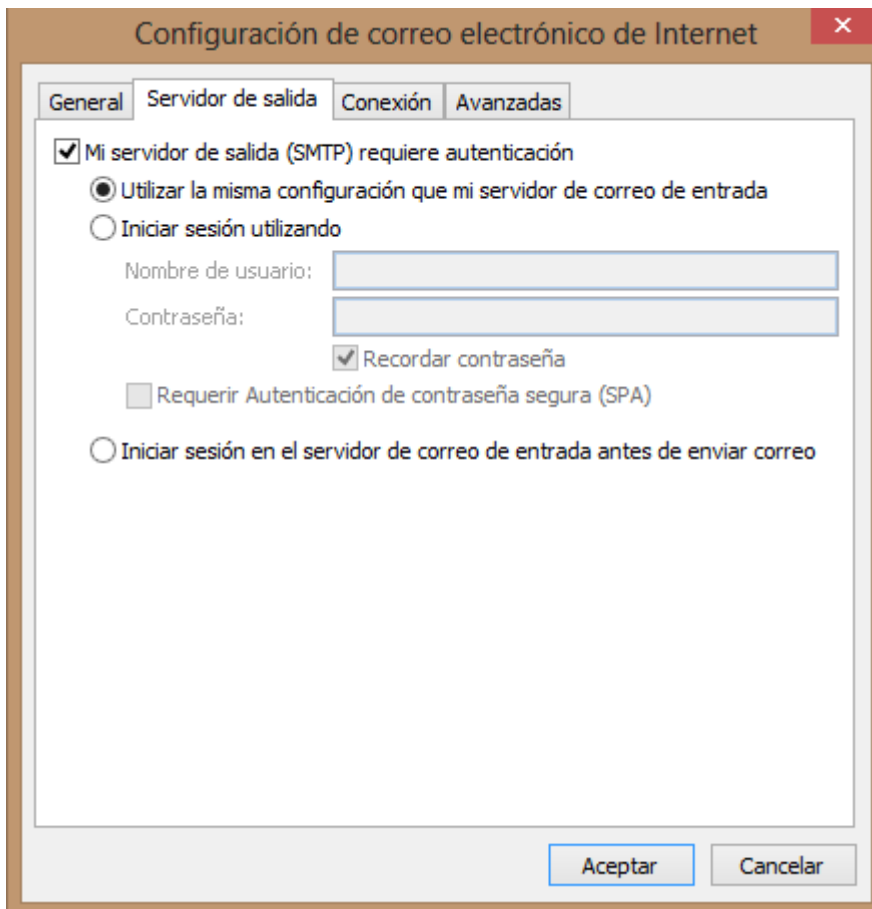 Configuración de correo electrónico de Internet
General Servidor de salida Conexión Avanzadas
Mi servidor de salida (SMTP) requiere autenticación
Utilizar la misma configuración que mi servidor de correo de entrada
Iniciar sesión utilizando
Nombre de usuario:
Contraseña:
Recordar contraseña
Requerir Autenticación de contraseña segura (SPA)
Iniciar sesión en el servidor de correo de entrada antes de enviar correo
Aceptar Cancelar